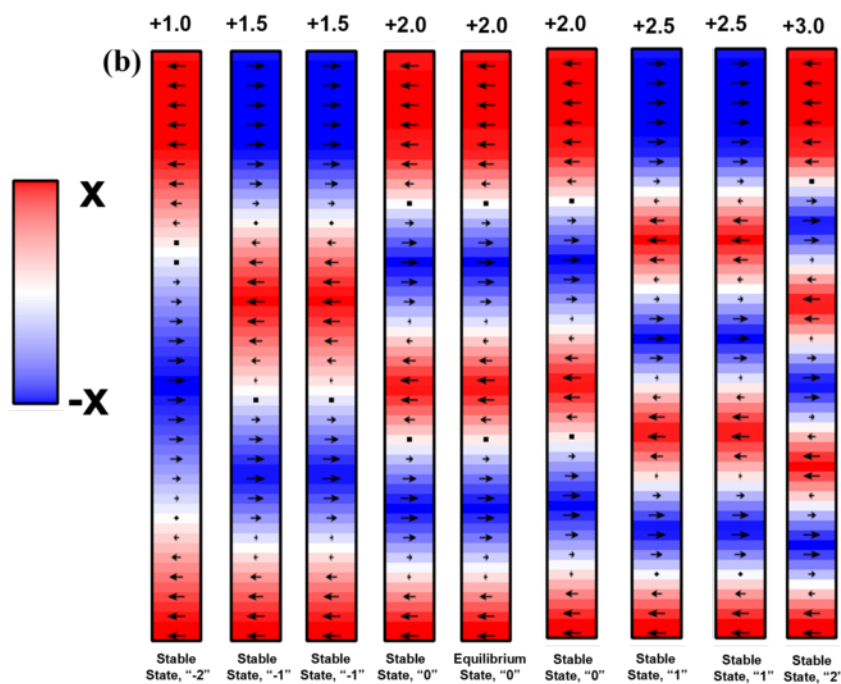 +1.0 +1.5 +1.5 +2.0 +2.0 +2.0 +2.5 +2.5 +3.0
(b)
X
-X
Stable Stable Stable Stable Equilibrium Stable Stable Stable Stable
State, “-2” State, “-1” State, “-1” State, “0” State, “0” State, “0” State, “1” State, “1” State, “2”